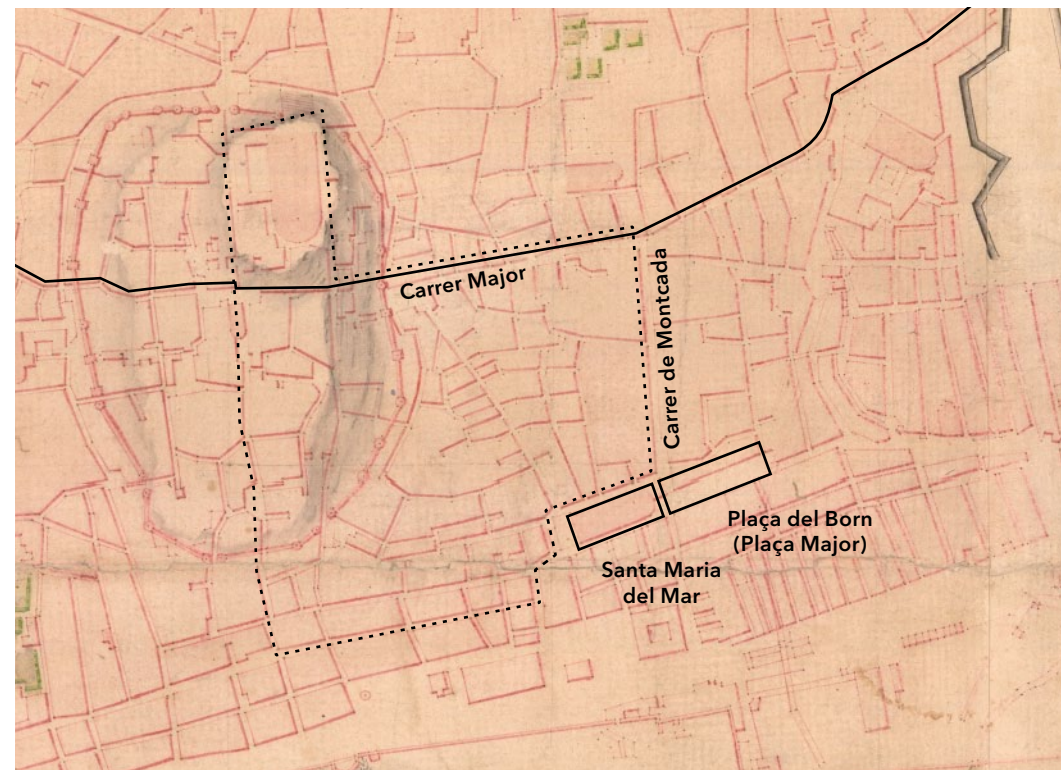 Carrer Major
Carrer de Montcada
Plaça del Born
(Plaça Major)
Santa Maria
del Mar